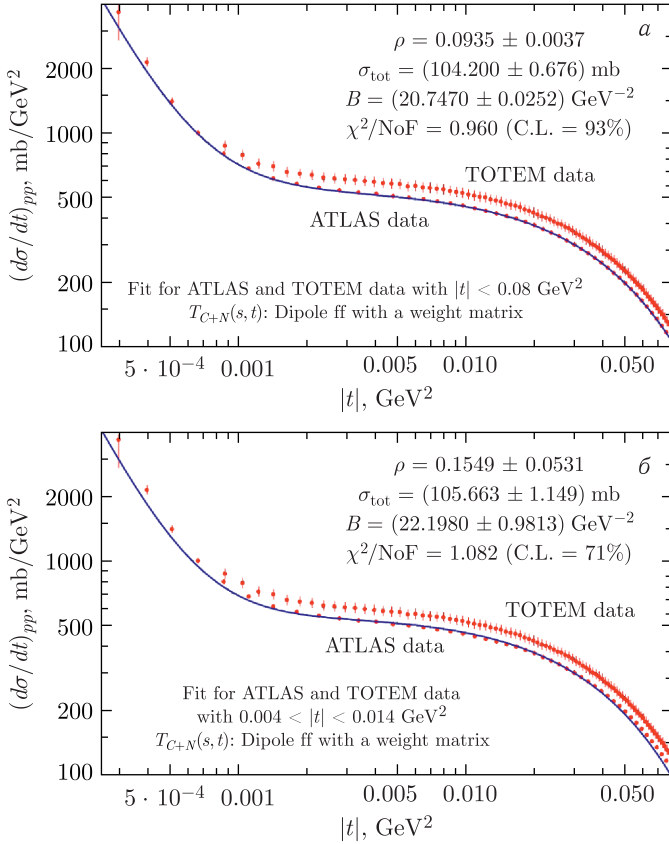 а
ρ = 0.0935 ± 0.0037
σtot = (104.200 ± 0.676) mb
B = (20.7470 ± 0.0252) GeV−2
χ2/NoF = 0.960 (C.L. = 93%)
TOTEM data
ATLAS data
Fit for ATLAS and TOTEM data with |t| < 0.08 GeV2
TC+N(s, t): Dipole ff with a weight matrix
(dσ/dt)pp, mb/GeV2
2000
1000
500
200
100
5 · 10−4 0.001 0.005 0.010 0.050
|t|, GeV2
б
ρ = 0.1549 ± 0.0531
σtot = (105.663 ± 1.149) mb
B = (22.1980 ± 0.9813) GeV−2
χ2/NoF = 1.082 (C.L. = 71%)
TOTEM data
ATLAS data
Fit for ATLAS and TOTEM data
with 0.004 < |t| < 0.014 GeV2
TC+N(s, t): Dipole ff with a weight matrix
(dσ/dt)pp, mb/GeV2
2000
1000
500
200
100
5 · 10−4 0.001 0.005 0.010 0.050
|t|, GeV2